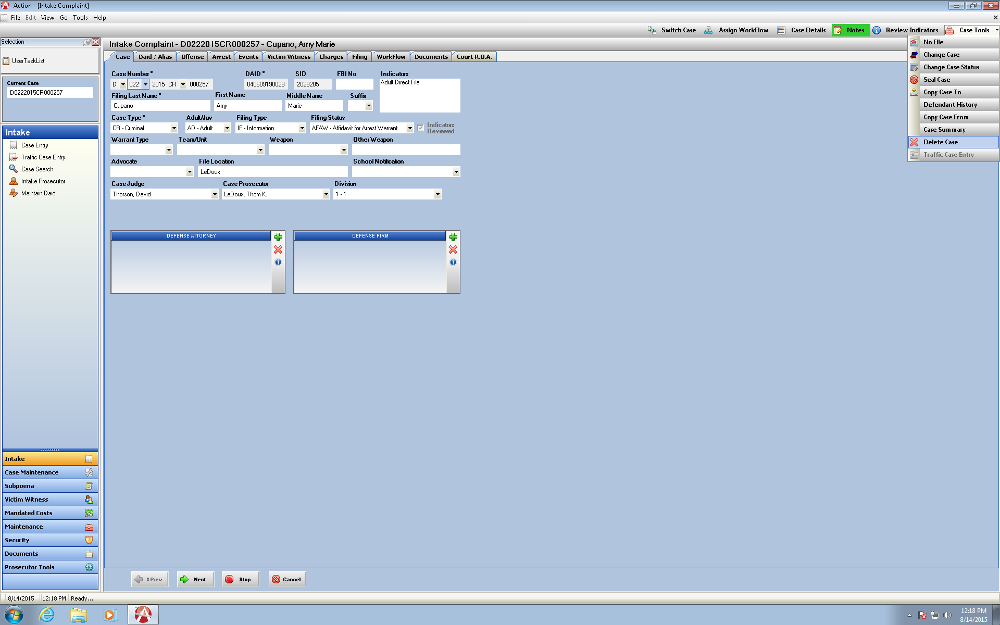 Action - [Intake Complaint]
File Edit View Go Tools Help
Switch Case Assign WorkFlow Case Details Notes Review Indicators Case Tools
Selection
UserTaskList
Current Case
D0222015CR000257
Intake
Case Entry
Traffic Case Entry
Case Search
Intake Prosecutor
Maintain Daid
Intake
Case Maintenance
Subpoena
Victim Witness
Mandated Costs
Maintenance
Security
Documents
Prosecutor Tools
Intake Complaint - D0222015CR000257 - Cupano, Amy Marie
Case Daid / Alias Offense Arrest Events Victim Witness Charges Filing WorkFlow Documents Court R.O.A.
Case Number * DAID * SID FBI No Indicators
D 022 2015 CR 000257 040609190029 2029205 Adult Direct File
Filing Last Name * First Name Middle Name Suffix
Cupano Amy Marie
Case Type * Adult/Juv Filing Type Filing Status
CR - Criminal AD - Adult IF - Information AFAW - Affidavit for Arrest Warrant Indicators Reviewed
Warrant Type Team/Unit Weapon Other Weapon
Advocate File Location School Notification
LeDoux
Case Judge Case Prosecutor Division
Thorson, David LeDoux, Thom K. 1 - 1
DEFENSE ATTORNEY DEFENSE FIRM
No File
Change Case
Change Case Status
Seal Case
Copy Case To
Defendant History
Copy Case From
Case Summary
Delete Case
Traffic Case Entry
&Prev Next Stop Cancel
8/14/2015 12:18 PM Ready...
12:18 PM
8/14/2015